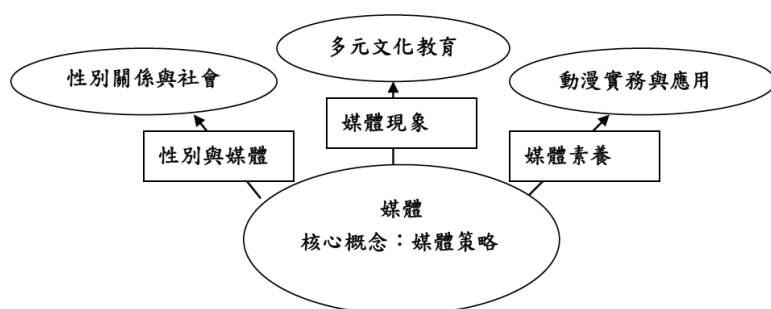 多元文化教育
性別關係與社會
動漫實務與應用
媒體現象
性別與媒體
媒體素養
媒體
核心概念：媒體策略